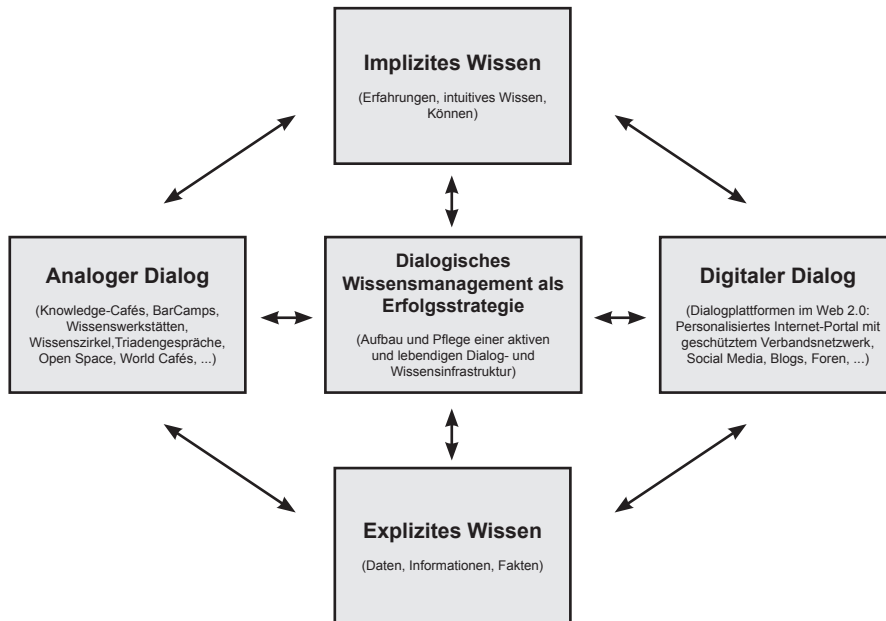 Implizites Wissen
(Erfahrungen, intuitives Wissen,
Können)
Analoger Dialog
(Knowledge-Cafés, BarCamps,
Wissenswerkstätten,
Wissenszirkel,Triadengespräche,
Open Space, World Cafés, ...)
Dialogisches
Wissensmanagement als
Erfolgsstrategie
(Aufbau und Pflege einer aktiven
und lebendigen Dialog- und
Wissensinfrastruktur)
Digitaler Dialog
(Dialogplattformen im Web 2.0:
Personalisiertes Internet-Portal mit
geschütztem Verbandsnetzwerk,
Social Media, Blogs, Foren, ...)
Explizites Wissen
(Daten, Informationen, Fakten)